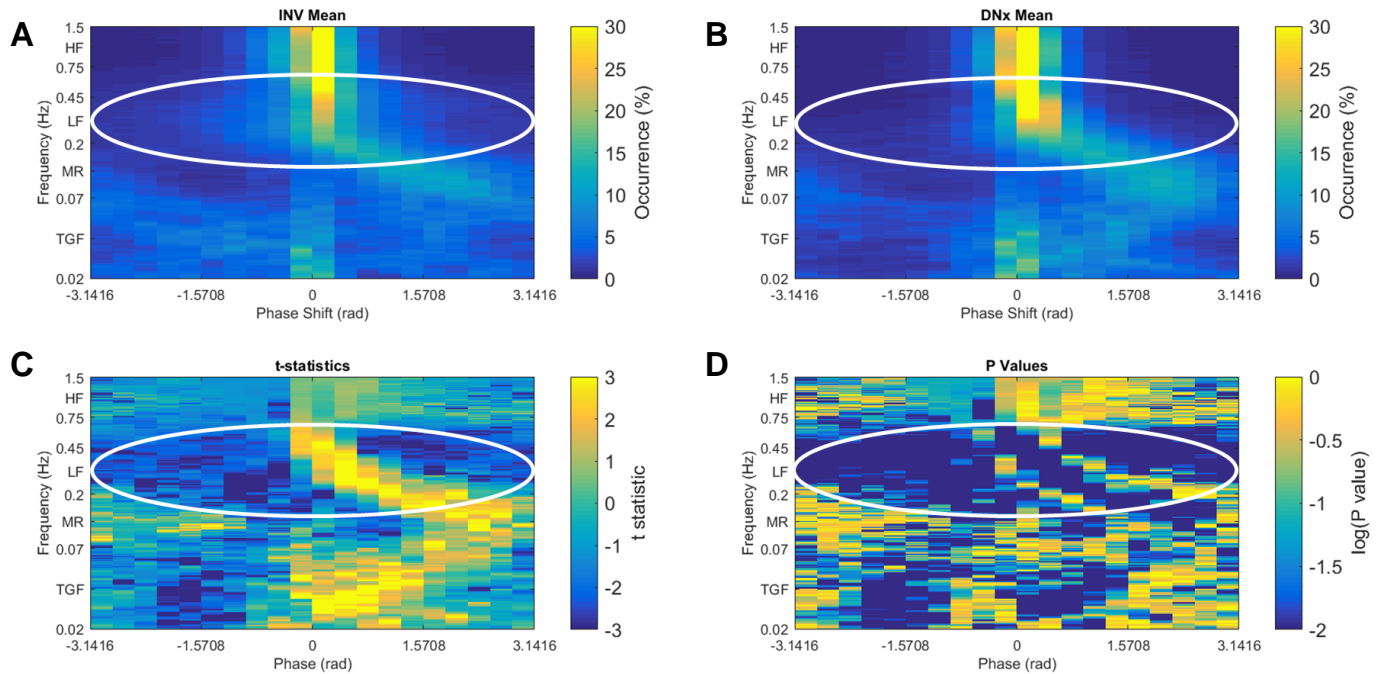 A
INV Mean
1.5
HF
0.75
0.45
LF
0.2
MR
0.07
TGF
0.02
Frequency (Hz)
-3.1416
-1.5708
0
1.5708
3.1416
Phase Shift (rad)
30
25
20
15
10
5
0
Occurrence (%)
B
DNx Mean
1.5
HF
0.75
0.45
LF
0.2
MR
0.07
TGF
0.02
Frequency (Hz)
-3.1416
-1.5708
0
1.5708
3.1416
Phase Shift (rad)
30
25
20
15
10
5
0
Occurrence (%)
C
t-statistics
1.5
HF
0.75
0.45
LF
0.2
MR
0.07
TGF
0.02
Frequency (Hz)
-3.1416
-1.5708
0
1.5708
3.1416
Phase (rad)
3
2
1
0
-1
-2
-3
t statistic
D
P Values
1.5
HF
0.75
0.45
LF
0.2
MR
0.07
TGF
0.02
Frequency (Hz)
-3.1416
-1.5708
0
1.5708
3.1416
Phase (rad)
0
-0.5
-1
-1.5
-2
log(P value)